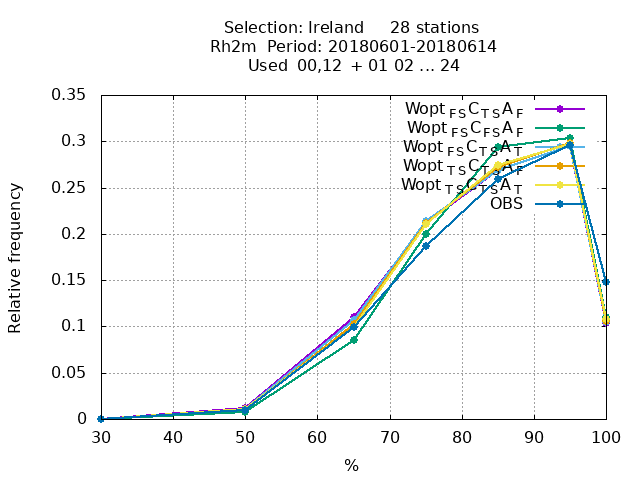 Selection: Ireland 28 stations
Rh2m Period: 20180601-20180614
Used 00,12 + 01 02 ... 24
Relative frequency
0.35
0.3
0.25
0.2
0.15
0.1
0.05
0
Wopt FS C TS A F
Wopt FS C FS A F
Wopt FS C TS A T
Wopt TS C TS A F
Wopt TS C TS A T
OBS
30 40 50 60 70 80 90 100
%